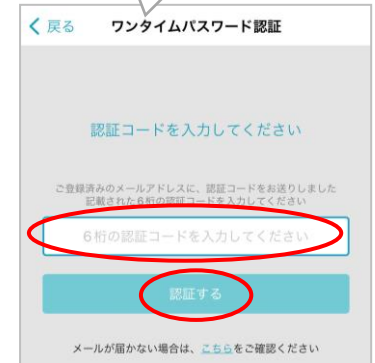 戻る ワンタイムパスワード認証
認証コードを入力してください
ご登録済みのメールアドレスに、認証コードをお送りしました
記載された6桁の認証コードを入力してください
6桁の認証コードを入力してください
認証する
メールが届かない場合は、こちらをご確認ください